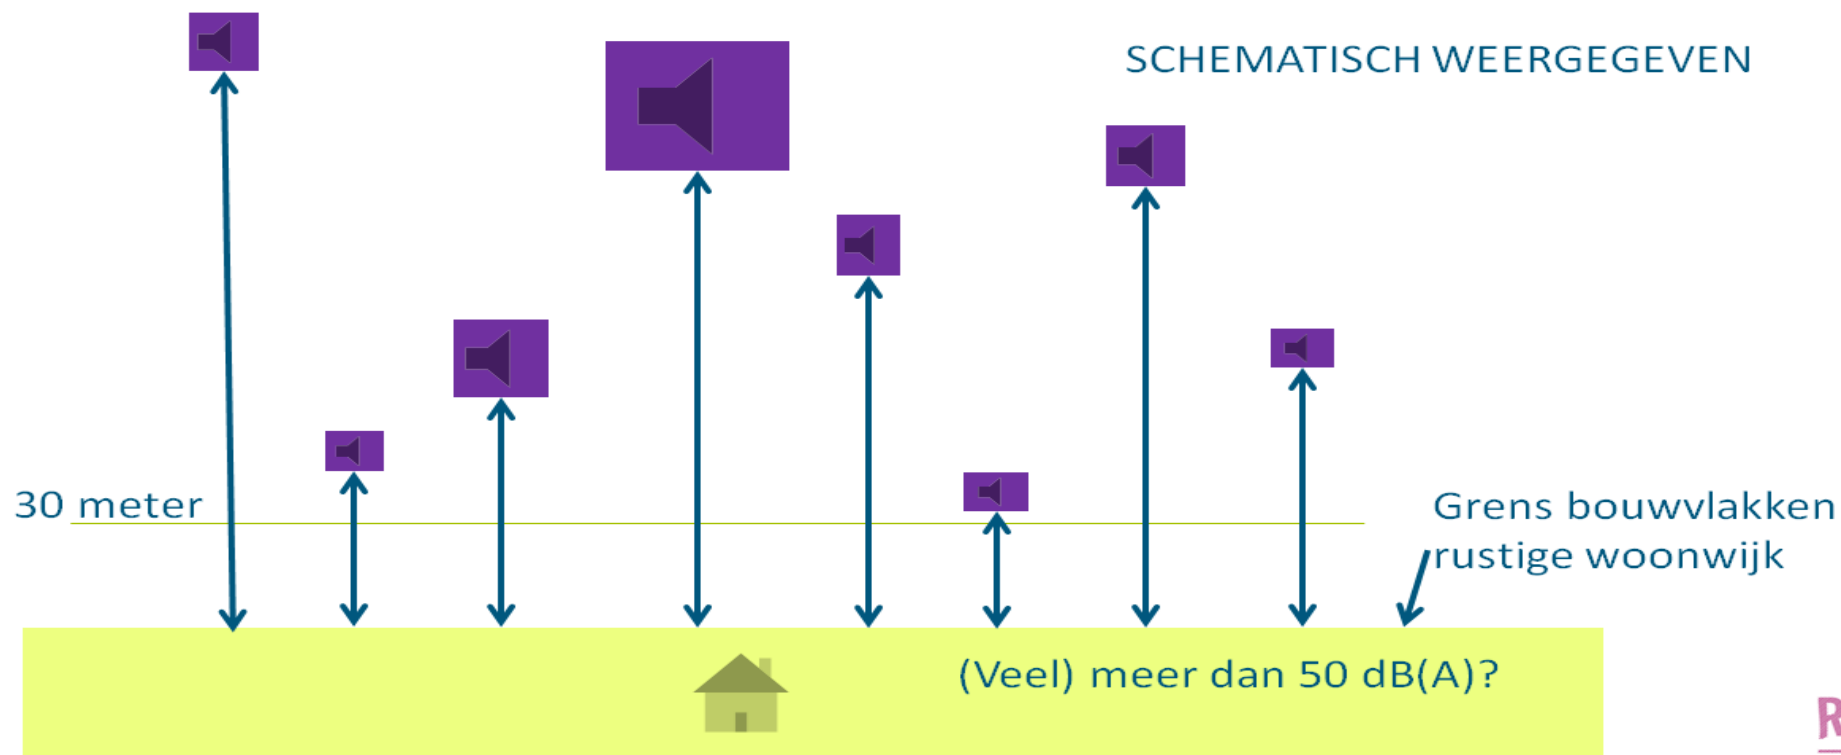 SCHEMATISCH WEERGEGEVEN
30 meter
Grens bouwvlakken
rustige woonwijk
(Veel) meer dan 50 dB(A)?